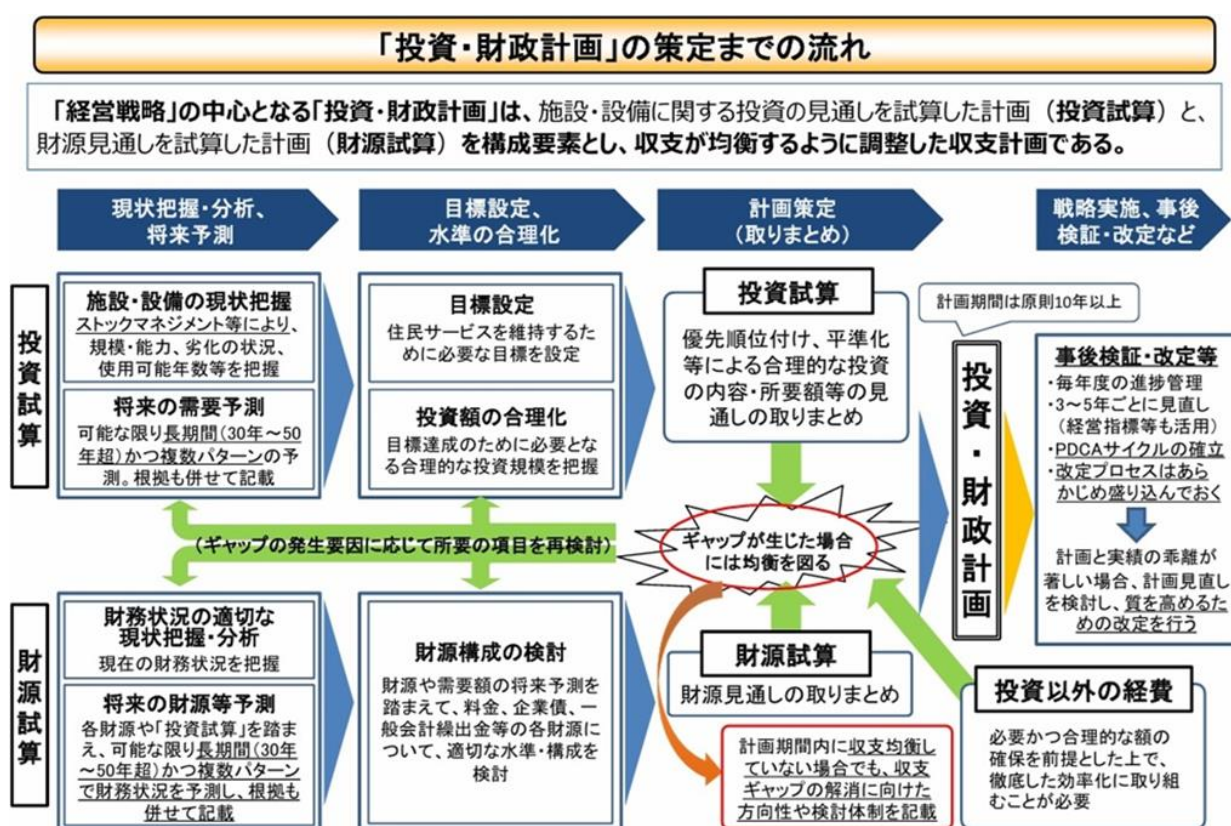 「投資・財政計画」の策定までの流れ
「経営戦略」の中心となる「投資・財政計画」は、施設・設備に関する投資の見通しを試算した計画（投資試算）と、
財源見通しを試算した計画（財源試算）を構成要素とし、収支が均衡するように調整した収支計画である。
現状把握・分析、
将来予測
目標設定、
水準の合理化
計画策定
（取りまとめ）
戦略実施、事後
検証・改定など
投資試算
施設・設備の現状把握
ストックマネジメント等により、
規模・能力、劣化の状況、
使用可能年数等を把握
将来の需要予測
可能な限り長期間（30年～50
年超）かつ複数パターンの予
測。根拠も併せて記載
目標設定
住民サービスを維持するた
めに必要な目標を設定
投資額の合理化
目標達成のために必要とな
る合理的な投資規模を把握
投資試算
優先順位付け、平準化
等による合理的な投資
の内容・所要額等の見
通しの取りまとめ
計画期間は原則10年以上
投資・財政計画
事後検証・改定等
・毎年度の進捗管理
・3～5年ごとに見直し
（経営指標等も活用）
・PDCAサイクルの確立
・改定プロセスはあら
かじめ盛り込んでおく
計画と実績の乖離が
著しい場合、計画見直し
を検討し、質を高めるた
めの改定を行う
（ギャップの発生要因に応じて所要の項目を再検討）
ギャップが生じた場合
には均衡を図る
財源試算
財務状況の適切な
現状把握・分析
現在の財務状況を把握
将来の財源等予測
各財源や「投資試算」を踏ま
え、可能な限り長期間（30年
～50年超）かつ複数パターン
で財務状況を予測し、根拠も
併せて記載
財源構成の検討
財源や需要額の将来予測を
踏まえて、料金、企業債、一
般会計繰出金等の各財源に
ついて、適切な水準・構成を
検討
財源試算
財源見通しの取りまとめ
計画期間内に収支均衡し
ていない場合でも、収支
ギャップの解消に向けた
方向性や検討体制を記載
投資以外の経費
必要かつ合理的な額の
確保を前提とした上で、
徹底した効率化に取り組
むことが必要